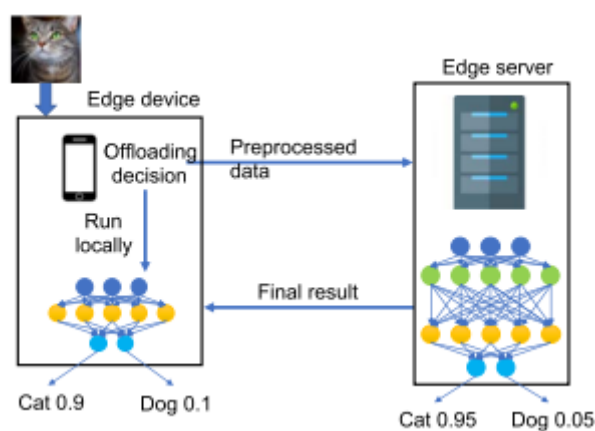 Edge device
Edge server
Offloading
decision
Preprocessed
data
Run
locally
Final result
Cat 0.9
Dog 0.1
Cat 0.95
Dog 0.05